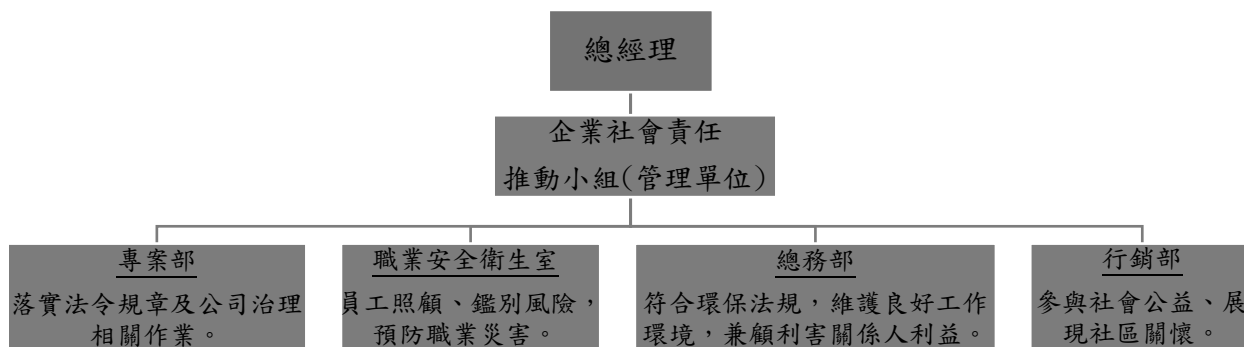 總經理
企業社會責任
推動小組(管理單位)
專案部
落實法令規章及公司治理
相關作業。
職業安全衛生室
員工照顧、鑑別風險，
預防職業災害。
總務部
符合環保法規，維護良好工作
環境，兼顧利害關係人利益。
行銷部
參與社會公益、展
現社區關懷。